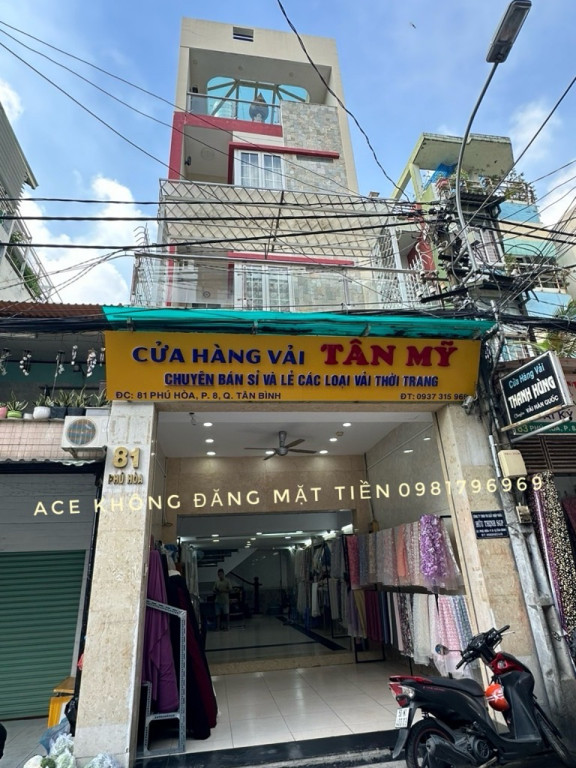 CỬA HÀNG VẢI TÂN MỸ
CHUYÊN BÁN SỈ VÀ LẺ CÁC LOẠI VẢI THỜI TRANG
ĐC: 81 PHÚ HÒA, P. 8, Q. TÂN BÌNH
ĐT: 0937 315 96
Cửa Hàng Vải
THANH HÙNG
81
PHÚ HÒA
ACE KHÔNG ĐĂNG MẶT TIỀN 0981796969